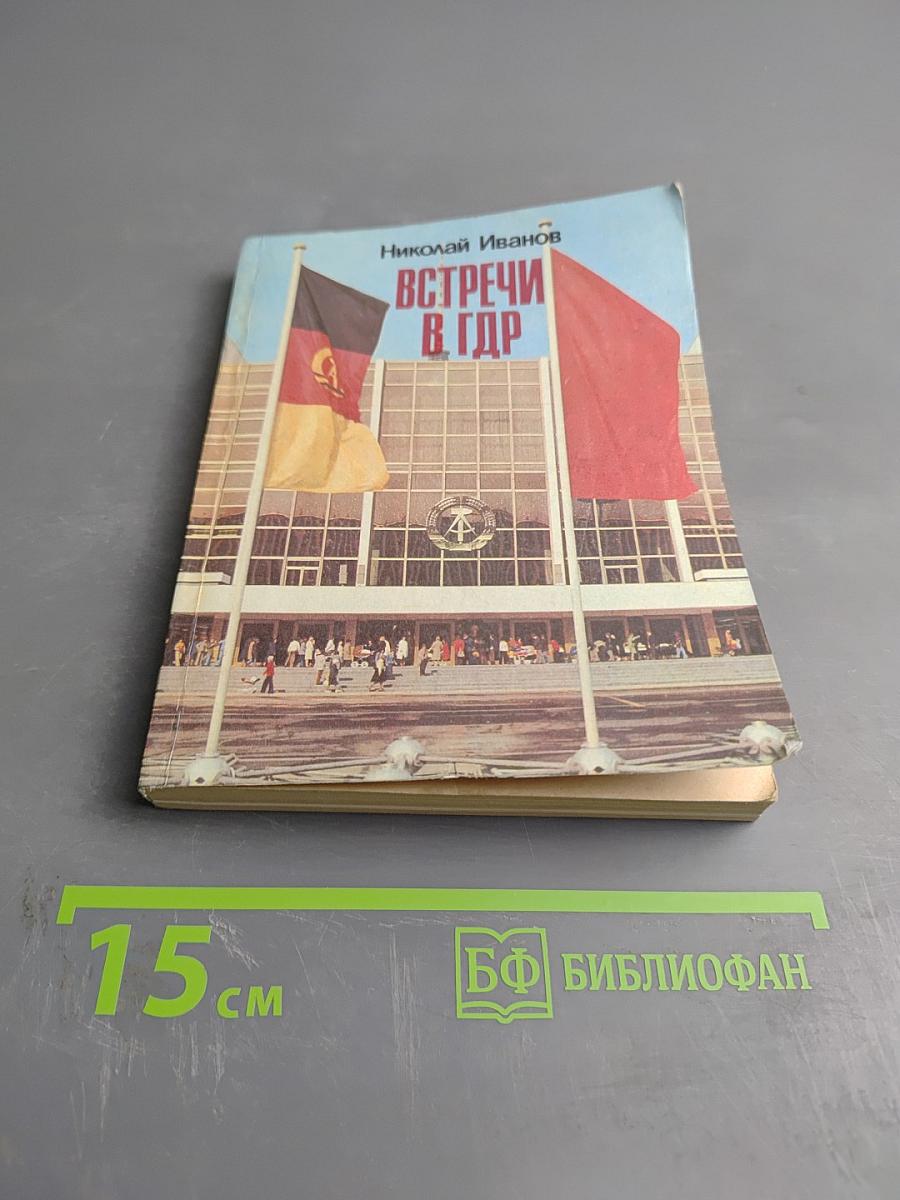 Николай Иванов
ВСТРЕЧИ
В ГДР
15 см
БФ БИБЛИОФАН